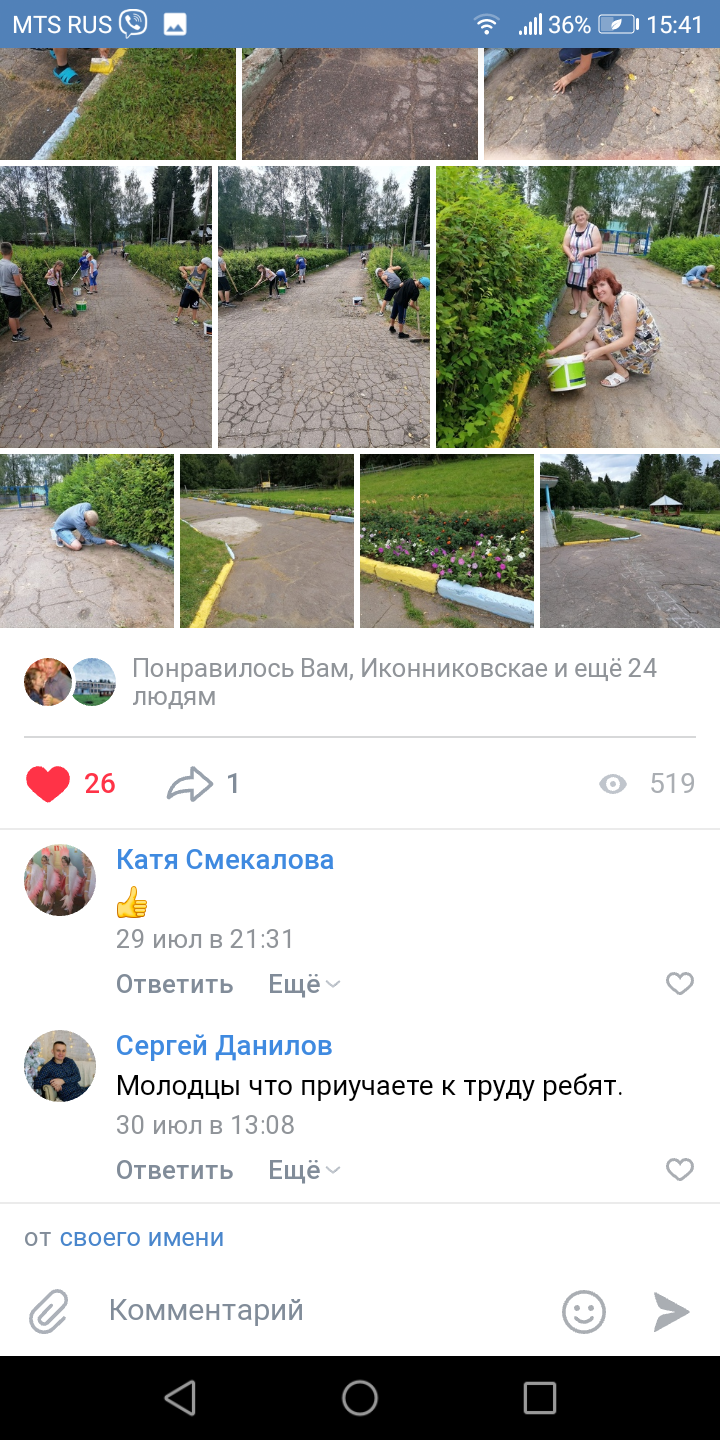 MTS RUS 36% 15:41
Понравилось Вам, Иконниковскае и ещё 24
людям
26 1 519
Катя Смекалова
29 июл в 21:31
Ответить Ещё
Сергей Данилов
Молодцы что приучаете к труду ребят.
30 июл в 13:08
Ответить Ещё
от своего имени
Комментарий